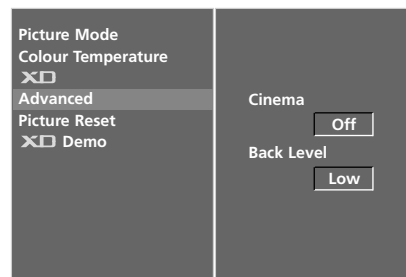 Picture Mode
Colour Temperature
XD
Advanced
Picture Reset
XD Demo
Cinema
Off
Back Level
Low